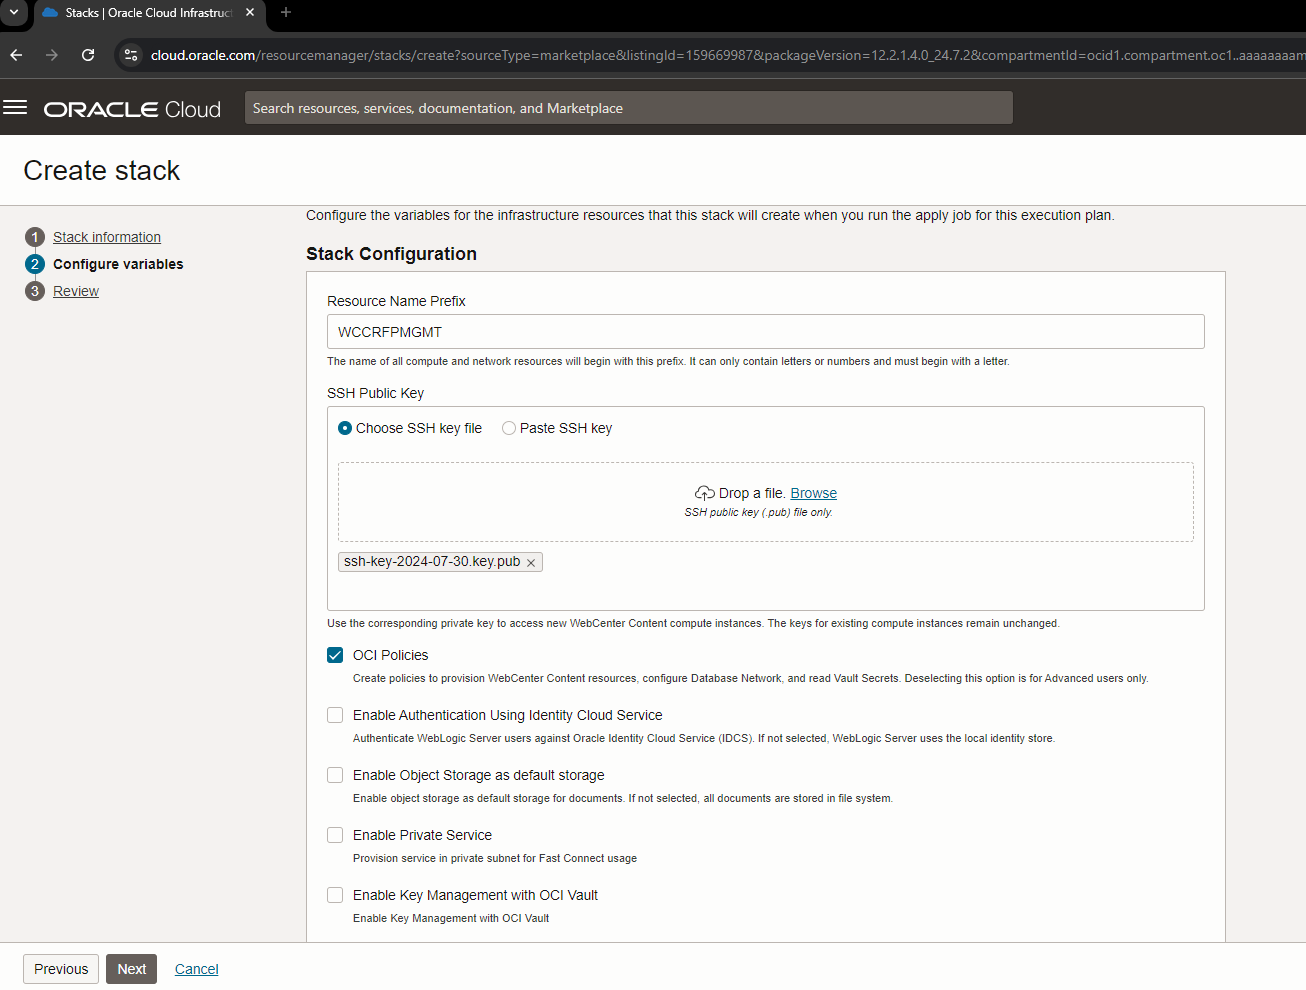 Stacks | Oracle Cloud Infrastruct
cloud.oracle.com/resourcemanager/stacks/create?sourceType=marketplace&listingId=159669987&packageVersion=12.2.1.4.0_24.7.2&compartmentId=ocid1.compartment.oc1..aaaaaaaam
ORACLE Cloud
Search resources, services, documentation, and Marketplace
Create stack
1 Stack information
2 Configure variables
3 Review
Configure the variables for the infrastructure resources that this stack will create when you run the apply job for this execution plan.
Stack Configuration
Resource Name Prefix
WCCRFPMGMT
The name of all compute and network resources will begin with this prefix. It can only contain letters or numbers and must begin with a letter.
SSH Public Key
Choose SSH key file Paste SSH key
Drop a file. Browse
SSH public key (.pub) file only.
ssh-key-2024-07-30.key.pub
Use the corresponding private key to access new WebCenter Content compute instances. The keys for existing compute instances remain unchanged.
OCI Policies
Create policies to provision WebCenter Content resources, configure Database Network, and read Vault Secrets. Deselecting this option is for Advanced users only.
Enable Authentication Using Identity Cloud Service
Authenticate WebLogic Server users against Oracle Identity Cloud Service (IDCS). If not selected, WebLogic Server uses the local identity store.
Enable Object Storage as default storage
Enable object storage as default storage for documents. If not selected, all documents are stored in file system.
Enable Private Service
Provision service in private subnet for Fast Connect usage
Enable Key Management with OCI Vault
Enable Key Management with OCI Vault
Previous Next Cancel